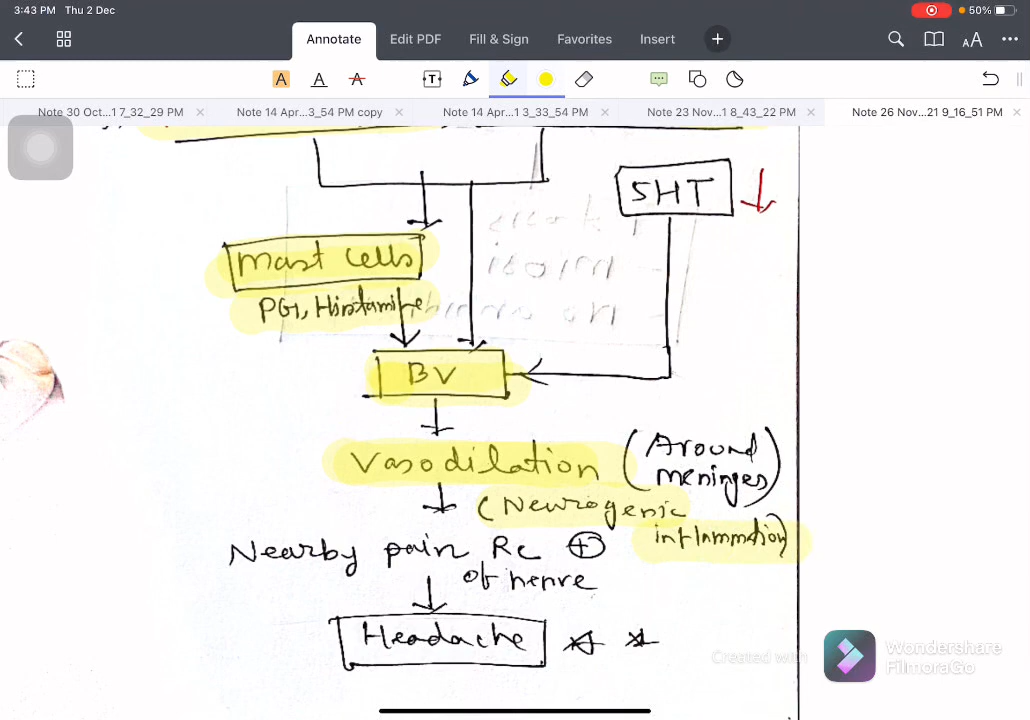 3:43 PM Thu 2 Dec
50%
Annotate Edit PDF Fill & Sign Favorites Insert
Note 30 Oct...1 7_32_29 PM
Note 14 Apr...3_54 PM copy
Note 14 Apr...1 3_33_54 PM
Note 23 Nov...1 8_43_22 PM
Note 26 Nov...21 9_16_51 PM
5HT ↓
Mast cells
PG, Histamine
BV
Vasodilation (Around
meninges)
(Neurogenic
inflammation)
Nearby pain Rc +
of nerve
Headache
Created with
Wondershare
FilmoraGo